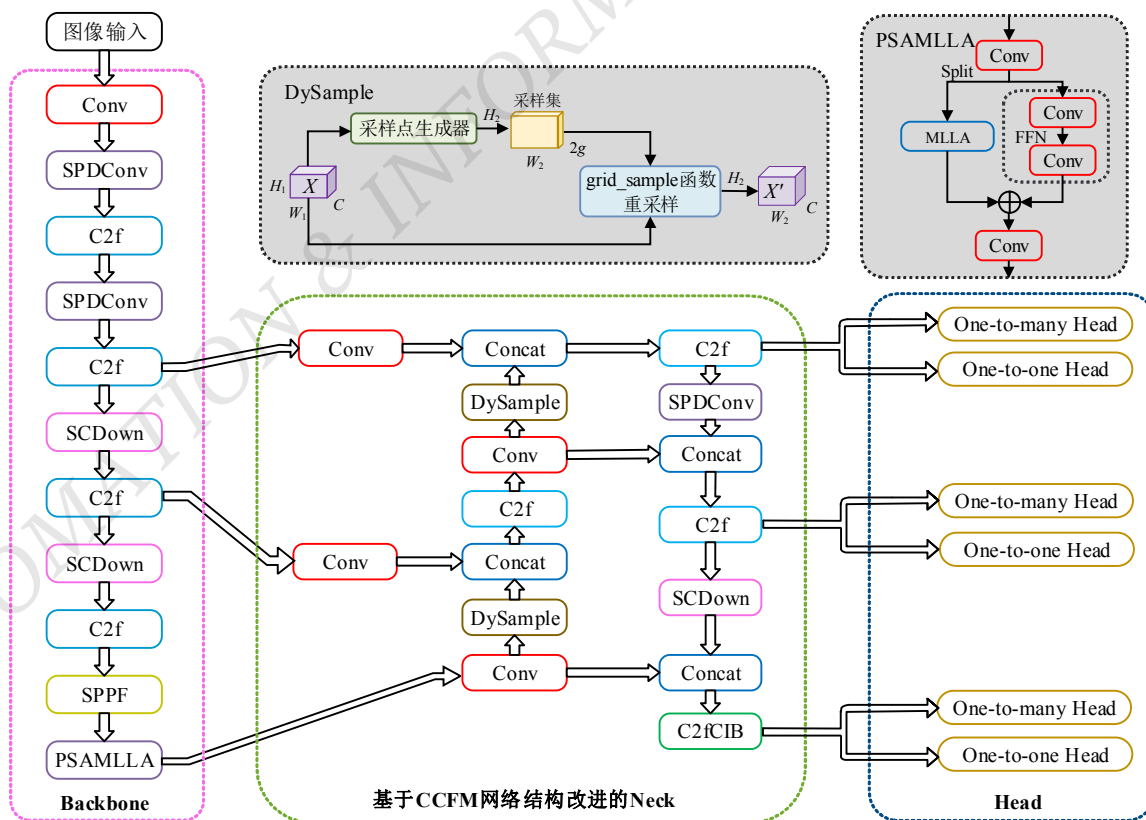 图像输入
Conv
SPDConv
C2f
SPDConv
C2f
SCDown
C2f
SCDown
C2f
SPPF
PSAMLLA
Backbone
DySample
采样点生成器
H₂
采样集
W₂
2g
H₁
X
W₁
C
grid_sample函数
重采样
H₂
X′
W₂
C
PSAMLLA
Conv
Split
MLLA
FFN
Conv
Conv
Conv
Conv
Concat
DySample
Conv
C2f
Conv
Concat
DySample
Conv
C2f
SPDConv
Concat
C2f
SCDown
Concat
C2fCIB
基于CCFM网络结构改进的Neck
One-to-many Head
One-to-one Head
One-to-many Head
One-to-one Head
One-to-many Head
One-to-one Head
Head
OMATION & INFORM